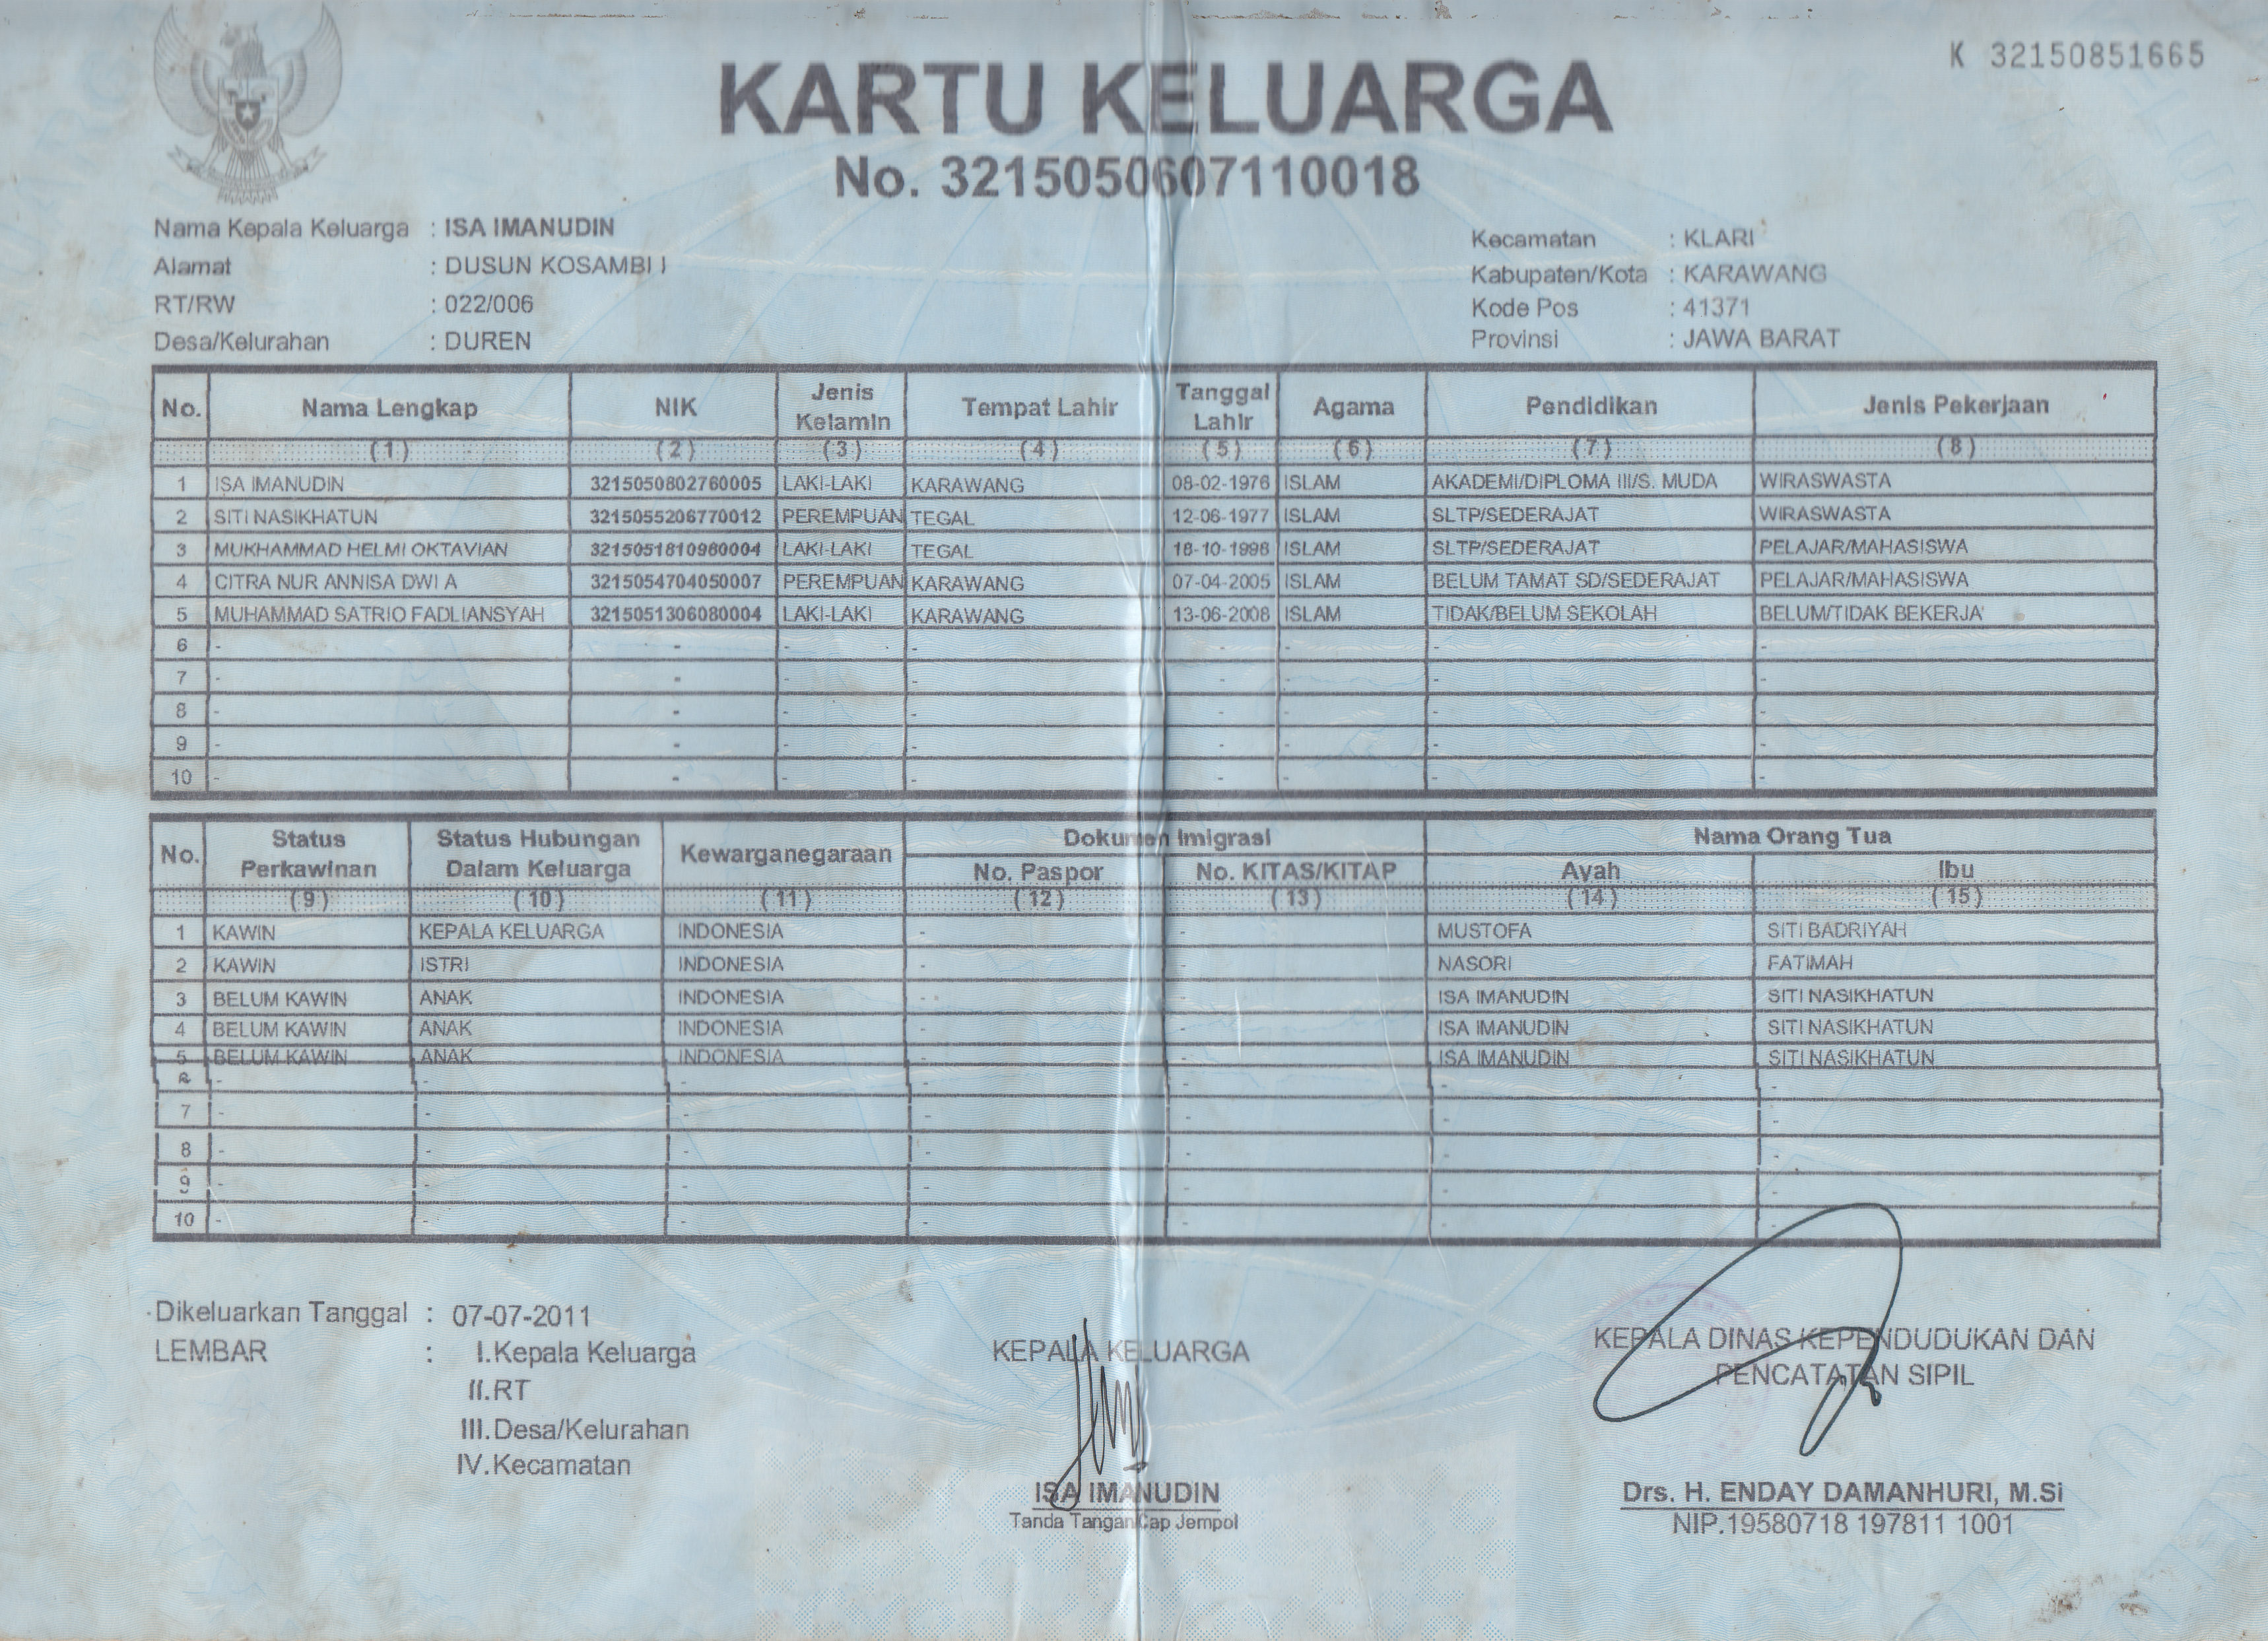 K 32150851665
KARTU KELUARGA
No. 3215050607110018
Nama Kepala Keluarga : ISA IMANUDIN
Alamat : DUSUN KOSAMBI I
RT/RW : 022/006
Desa/Kelurahan : DUREN
Kecamatan : KLARI
Kabupaten/Kota : KARAWANG
Kode Pos : 41371
Provinsi : JAWA BARAT
No. Nama Lengkap NIK Jenis Kelamin Tempat Lahir Tanggal Lahir Agama Pendidikan Jenis Pekerjaan
(1) (2) (3) (4) (5) (6) (7) (8)
1 ISA IMANUDIN 3215050802760005 LAKI-LAKI KARAWANG 08-02-1976 ISLAM AKADEMI/DIPLOMA III/S. MUDA WIRASWASTA
2 SITI NASIKHATUN 3215055206770012 PEREMPUAN TEGAL 12-06-1977 ISLAM SLTP/SEDERAJAT WIRASWASTA
3 MUKHAMMAD HELMI OKTAVIAN 3215051810980004 LAKI-LAKI TEGAL 18-10-1998 ISLAM SLTP/SEDERAJAT PELAJAR/MAHASISWA
4 CITRA NUR ANNISA DWI A 3215054704050007 PEREMPUAN KARAWANG 07-04-2005 ISLAM BELUM TAMAT SD/SEDERAJAT PELAJAR/MAHASISWA
5 MUHAMMAD SATRIO FADLIANSYAH 3215051306080004 LAKI-LAKI KARAWANG 13-06-2008 ISLAM TIDAK/BELUM SEKOLAH BELUM/TIDAK BEKERJA
6 - - - - - - - -
7 - - - - - - - -
8 - - - - - - - -
9 - - - - - - - -
10 - - - - - - - -
No. Status Perkawinan Status Hubungan Dalam Keluarga Kewarganegaraan Dokumen Imigrasi Nama Orang Tua
No. Paspor No. KITAS/KITAP Ayah Ibu
(9) (10) (11) (12) (13) (14) (15)
1 KAWIN KEPALA KELUARGA INDONESIA - - MUSTOFA SITI BADRIYAH
2 KAWIN ISTRI INDONESIA - - NASORI FATIMAH
3 BELUM KAWIN ANAK INDONESIA - - ISA IMANUDIN SITI NASIKHATUN
4 BELUM KAWIN ANAK INDONESIA - - ISA IMANUDIN SITI NASIKHATUN
5 BELUM KAWIN ANAK INDONESIA - - ISA IMANUDIN SITI NASIKHATUN
6 - - - - - - -
7 - - - - - - -
8 - - - - - - -
9 - - - - - - -
10 - - - - - - -
Dikeluarkan Tanggal : 07-07-2011
LEMBAR : I.Kepala Keluarga
II.RT
III.Desa/Kelurahan
IV.Kecamatan
KEPALA KELUARGA
ISA IMANUDIN
Tanda Tangan/Cap Jempol
KEPALA DINAS KEPENDUDUKAN DAN
PENCATATAN SIPIL
Drs. H. ENDAY DAMANHURI, M.Si
NIP.19580718 197811 1001